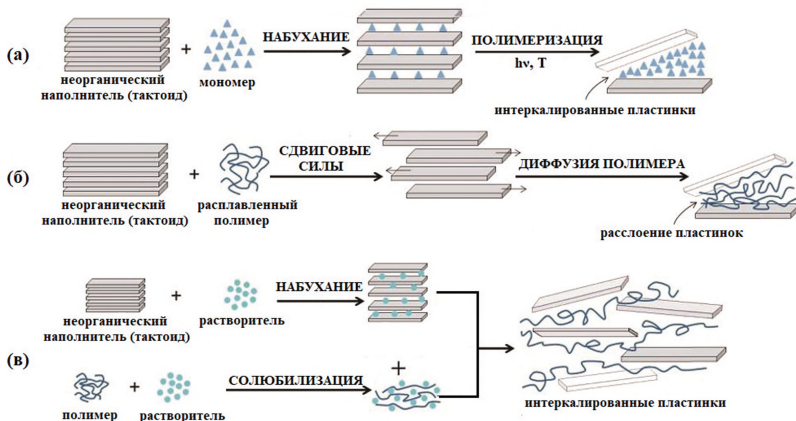 (а)
+
НАБУХАНИЕ
ПОЛИМЕРИЗАЦИЯ
hν, T
неорганический
наполнитель (тактоид)
мономер
интеркалированные пластинки
(б)
+
СДВИГОВЫЕ
СИЛЫ
ДИФФУЗИЯ ПОЛИМЕРА
неорганический
наполнитель (тактоид)
расплавленный
полимер
расслоение пластинок
(в)
+
НАБУХАНИЕ
неорганический
наполнитель (тактоид)
растворитель
+
+
СОЛЮБИЛИЗАЦИЯ
полимер
растворитель
интеркалированные пластинки